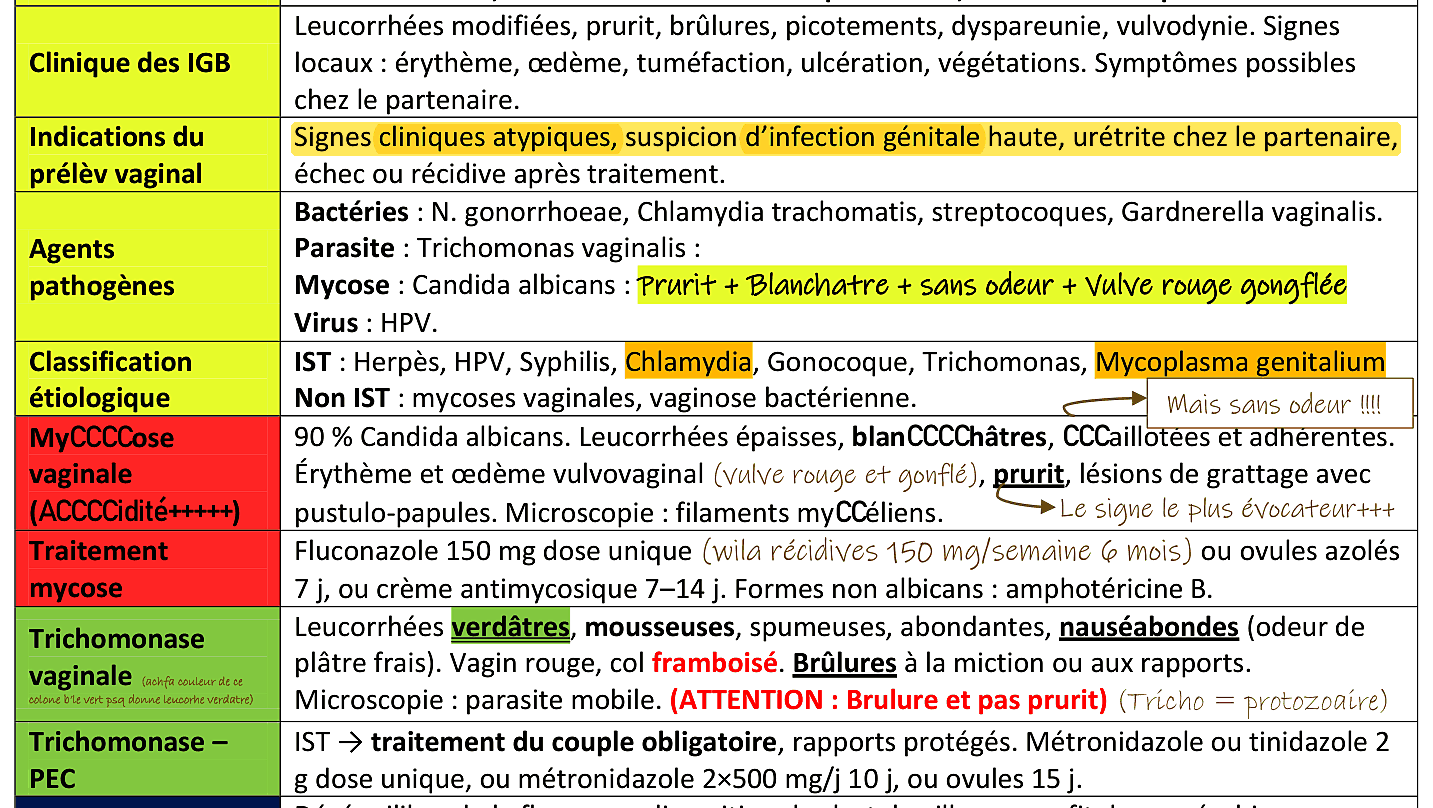 Clinique des IGB
Leucorrhées modifiées, prurit, brûlures, picotements, dyspareunie, vulvodynie. Signes
locaux : érythème, œdème, tuméfaction, ulcération, végétations. Symptômes possibles
chez le partenaire.
Indications du
prélèv vaginal
Signes cliniques atypiques, suspicion d’infection génitale haute, urétrite chez le partenaire,
échec ou récidive après traitement.
Agents
pathogènes
Bactéries : N. gonorrhoeae, Chlamydia trachomatis, streptocoques, Gardnerella vaginalis.
Parasite : Trichomonas vaginalis :
Mycose : Candida albicans : Prurit + Blanchatre + sans odeur + Vulve rouge gongflée
Virus : HPV.
Classification
étiologique
IST : Herpès, HPV, Syphilis, Chlamydia, Gonocoque, Trichomonas, Mycoplasma genitalium
Non IST : mycoses vaginales, vaginose bactérienne.
Mais sans odeur !!!!
MyCCCCose
vaginale
(ACCCCidité+++++)
90 % Candida albicans. Leucorrhées épaisses, blanCCCChâtres, CCCaillotées et adhérentes.
Érythème et œdème vulvovaginal (vulve rouge et gonflé), prurit, lésions de grattage avec
pustulo-papules. Microscopie : filaments myCCéliens.
Le signe le plus évocateur+++
Traitement
mycose
Fluconazole 150 mg dose unique (wila récidives 150 mg/semaine 6 mois) ou ovules azolés
7 j, ou crème antimycosique 7–14 j. Formes non albicans : amphotéricine B.
Trichomonase
vaginale (achfa couleur de ce
colone b'le vert psq donne leucorhe verdatre)
Leucorrhées verdâtres, mousseuses, spumeuses, abondantes, nauséabondes (odeur de
plâtre frais). Vagin rouge, col framboisé. Brûlures à la miction ou aux rapports.
Microscopie : parasite mobile. (ATTENTION : Brulure et pas prurit) (Tricho = protozoaire)
Trichomonase –
PEC
IST → traitement du couple obligatoire, rapports protégés. Métronidazole ou tinidazole 2
g dose unique, ou métronidazole 2×500 mg/j 10 j, ou ovules 15 j.